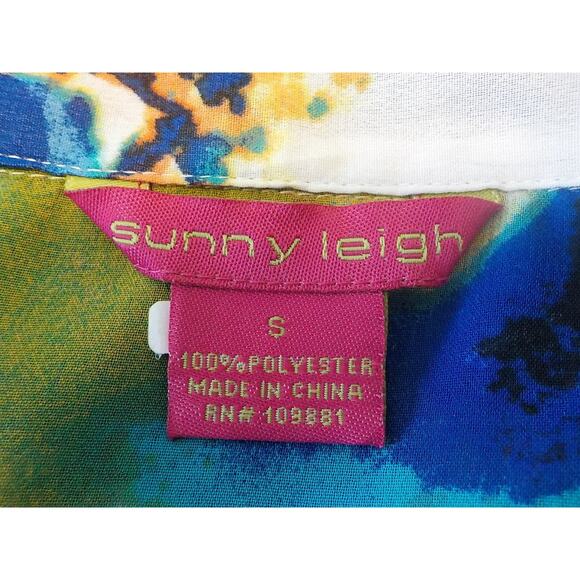 sunny leigh
S
100%POLYESTER
MADE IN CHINA
RN# 109881